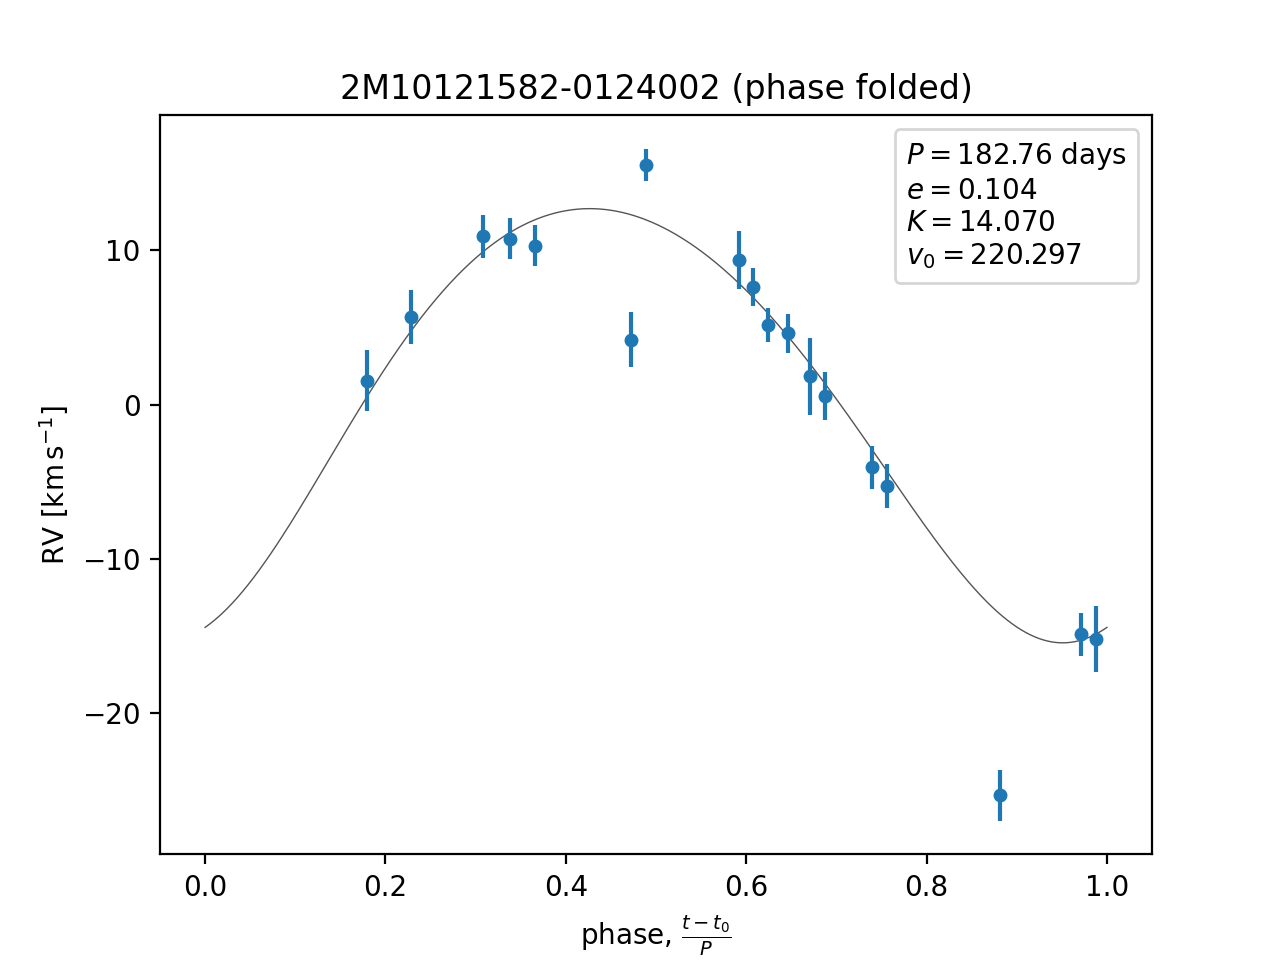 2M10121582-0124002 (phase folded)
P = 182.76 days
e = 0.104
K = 14.070
v₀ = 220.297
RV [km s⁻¹]
10
0
−10
−20
0.0 0.2 0.4 0.6 0.8 1.0
phase, (t − t₀)/P